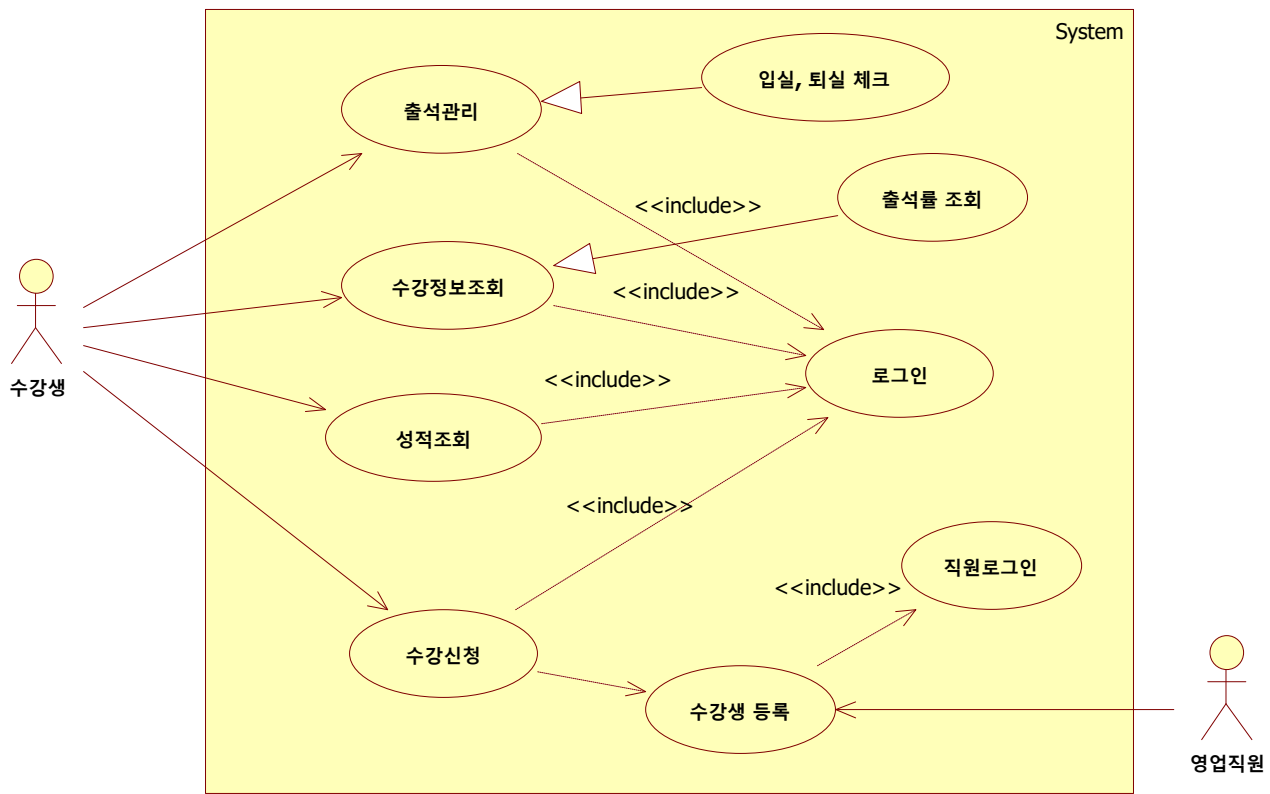 System
입실, 퇴실 체크
출석관리
출석률 조회
<<include>>
수강정보조회
<<include>>
로그인
수강생
<<include>>
성적조회
<<include>>
직원로그인
<<include>>
수강신청
수강생 등록
영업직원